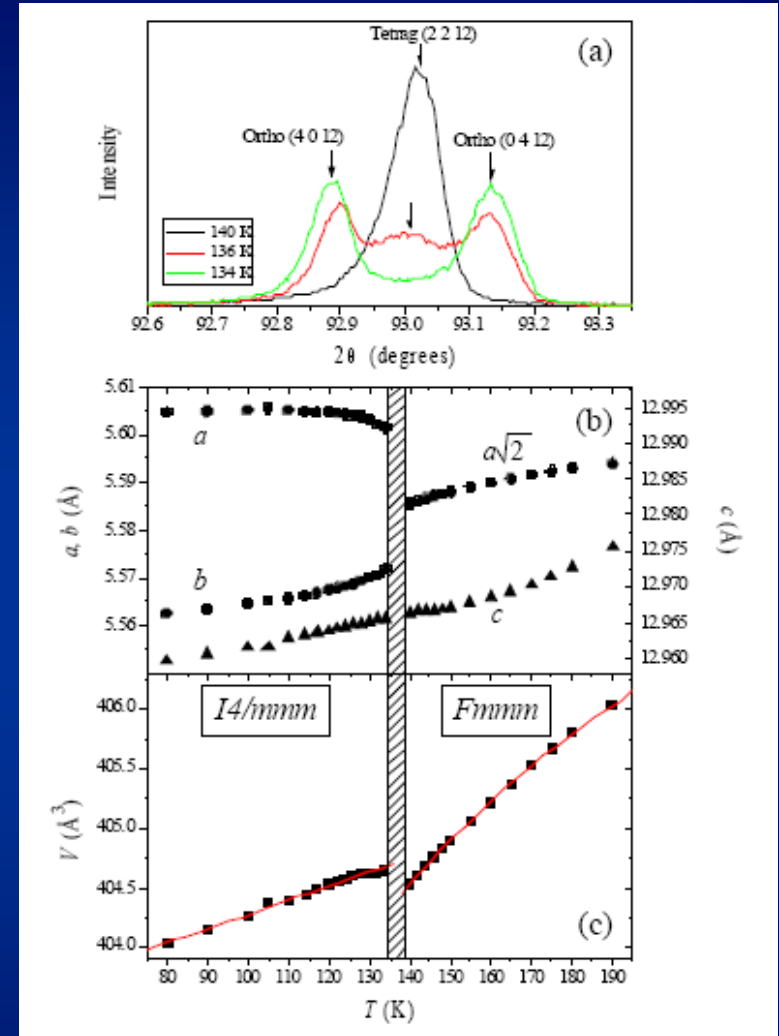 Tetrag (2 2 12)
(a)
Ortho (4 0 12)
Ortho (0 4 12)
Intensity
140 K
136 K
134 K
92.6 92.7 92.8 92.9 93.0 93.1 93.2 93.3
2θ (degrees)
5.61
5.60
5.59
5.58
5.57
5.56
a, b (Å)
(b)
a
a√2
b
c
12.995
12.990
12.985
12.980
12.975
12.970
12.965
12.960
c (Å)
I4/mmm
Fmmm
406.0
405.5
405.0
404.5
404.0
V (Å³)
(c)
80 90 100 110 120 130 140 150 160 170 180 190
T (K)